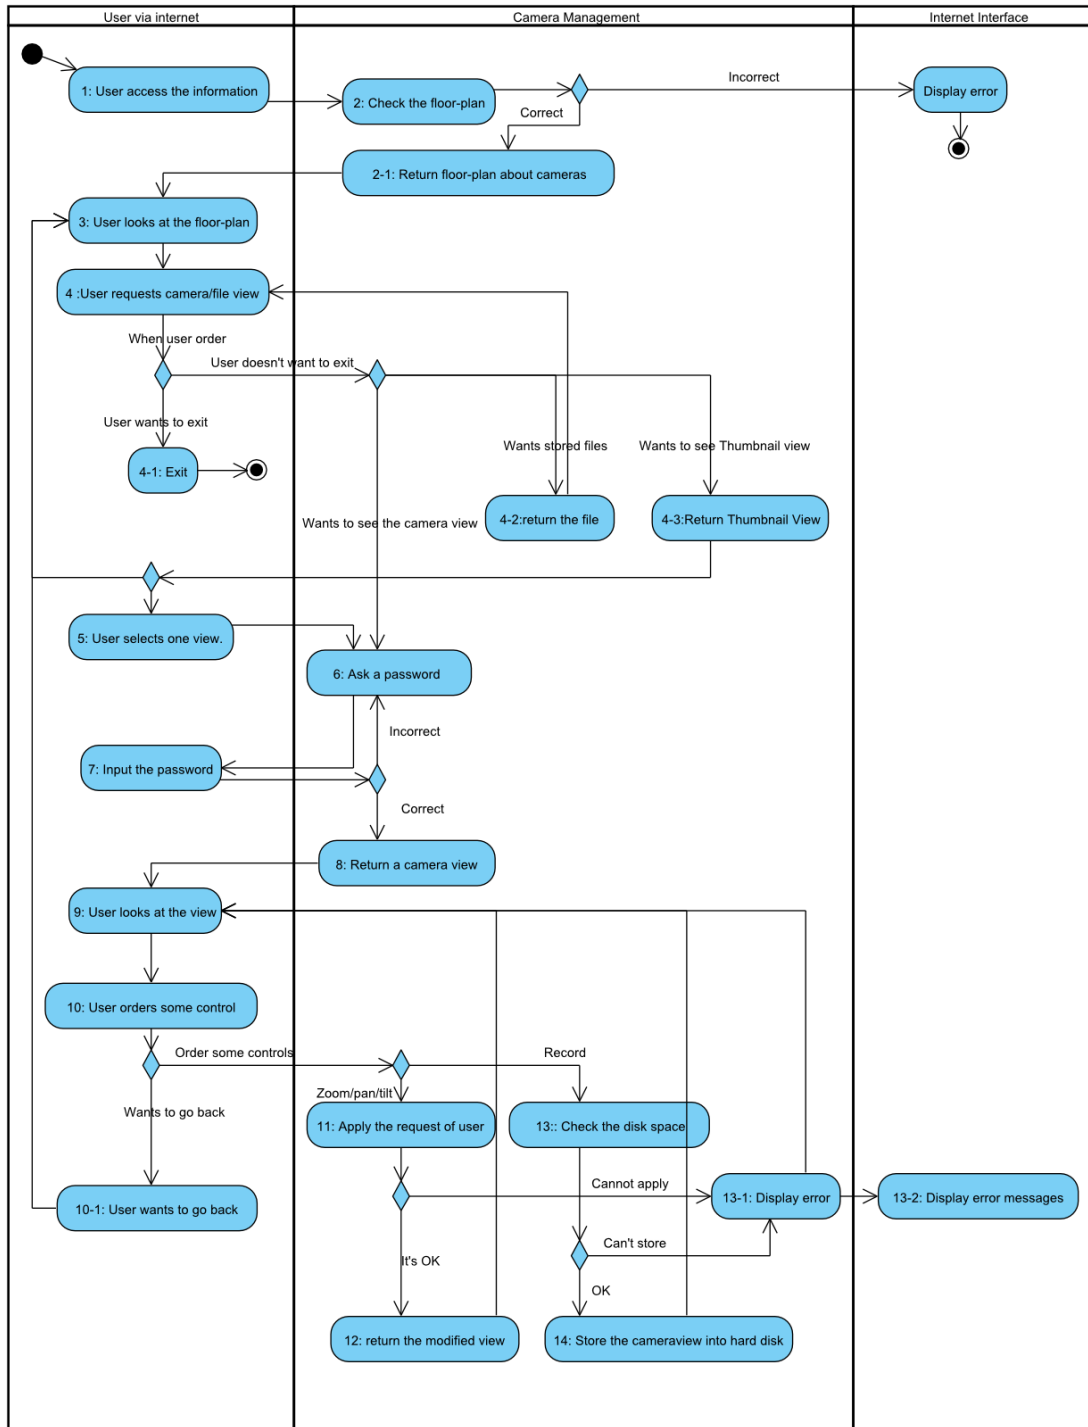 User via internet
Camera Management
Internet Interface
1: User access the information
2: Check the floor-plan
Incorrect
Display error
Correct
2-1: Return floor-plan about cameras
3: User looks at the floor-plan
4 :User requests camera/file view
When user order
User doesn't want to exit
User wants to exit
Wants stored files
Wants to see Thumbnail view
4-1: Exit
4-2:return the file
4-3:Return Thumbnail View
Wants to see the camera view
5: User selects one view.
6: Ask a password
Incorrect
7: Input the password
Correct
8: Return a camera view
9: User looks at the view
10: User orders some control
Order some controls
Record
Zoom/pan/tilt
Wants to go back
11: Apply the request of user
13:: Check the disk space
Cannot apply
10-1: User wants to go back
13-1: Display error
13-2: Display error messages
Can't store
It's OK
OK
12: return the modified view
14: Store the cameraview into hard disk